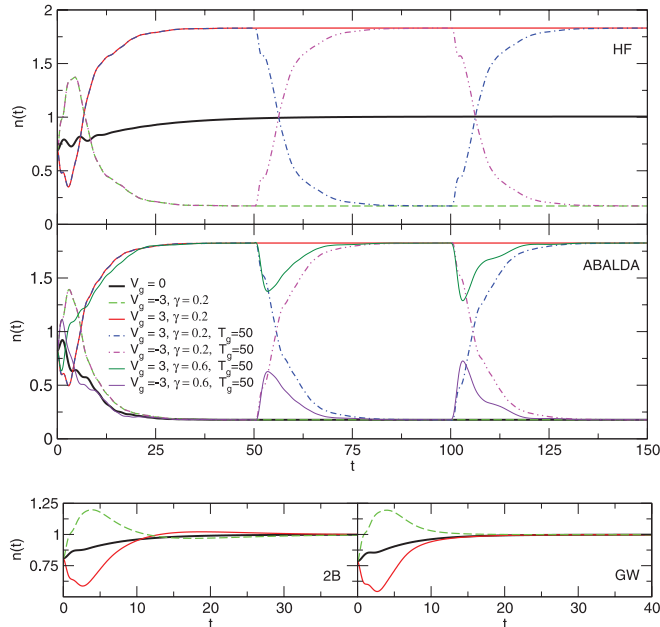 2
1.5
1
0.5
0
n(t)
HF
1.5
1
0.5
0
n(t)
ABALDA
V_g = 0
V_g=-3, γ = 0.2
V_g = 3, γ = 0.2
V_g = 3, γ = 0.2, T_g=50
V_g = -3, γ = 0.2, T_g=50
V_g = 3, γ = 0.6, T_g=50
V_g = -3, γ = 0.6, T_g=50
0 25 50 75 100 125 150
t
1.25
1
0.75
n(t)
2B
GW
0 10 20 30 0 10 20 30 40
t t